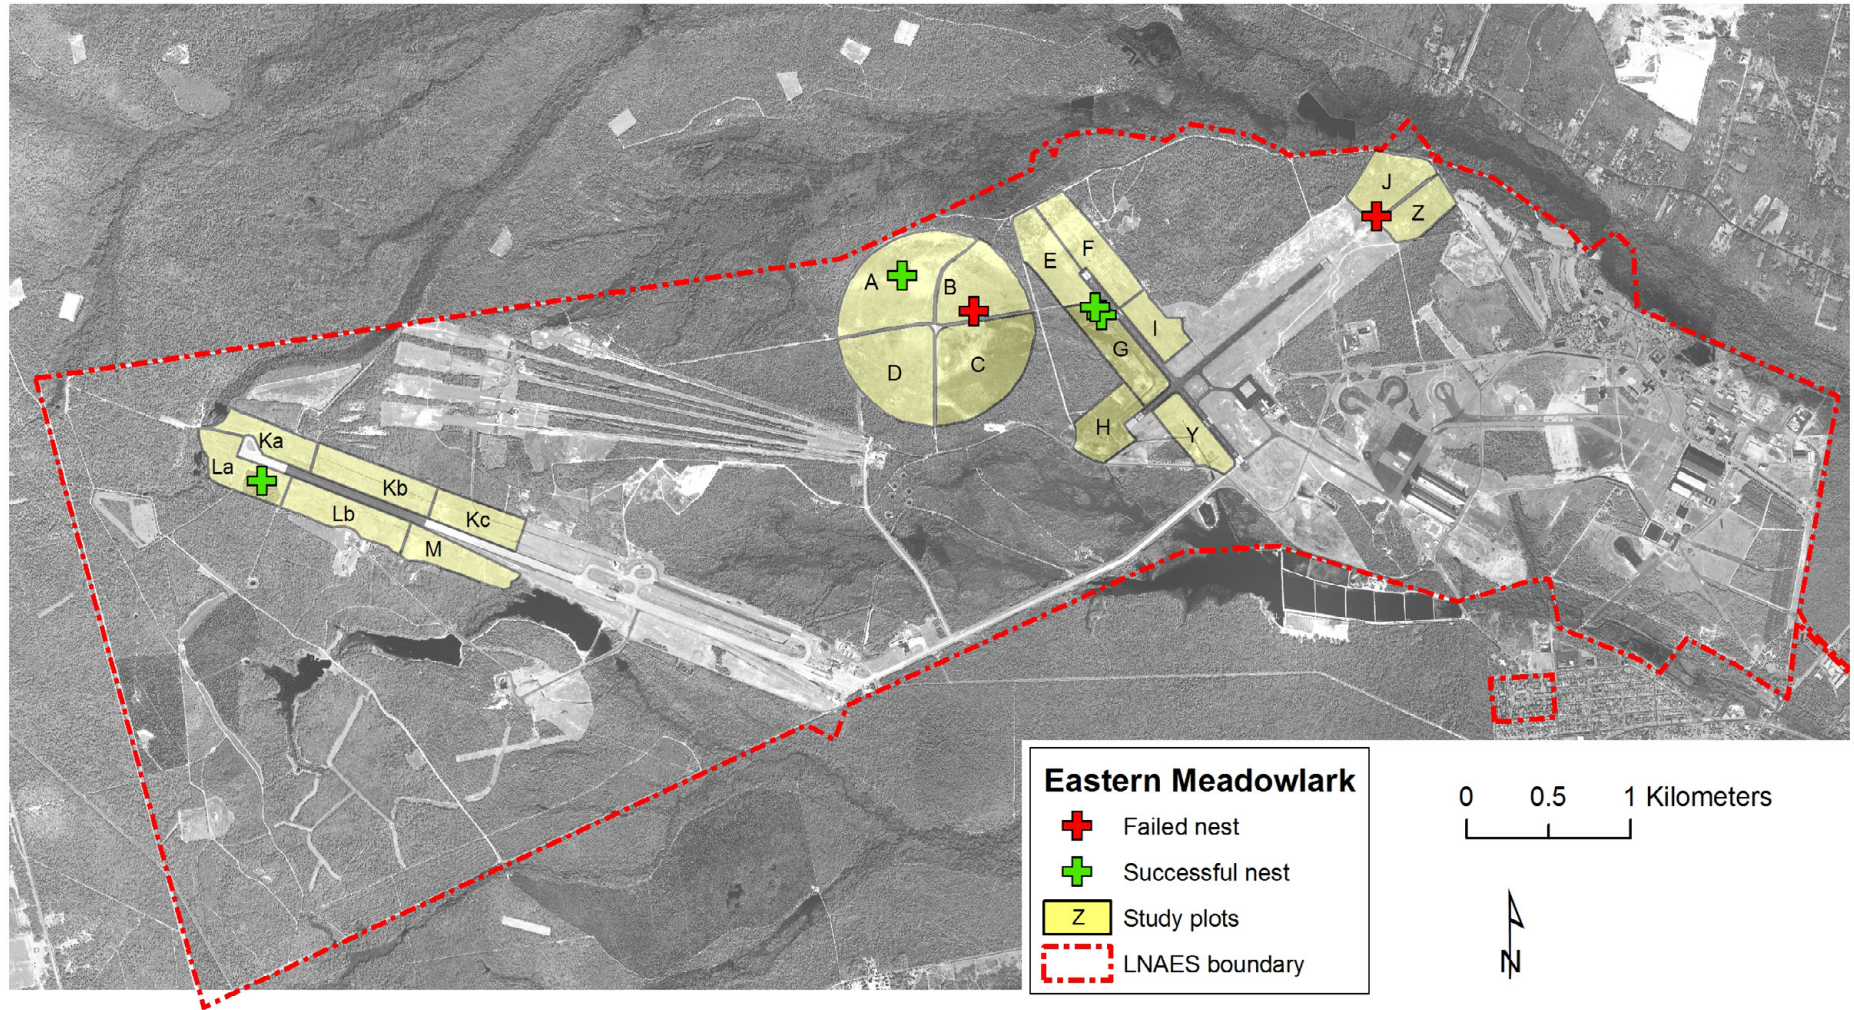 J
Z
F
E
A
B
I
G
D
C
H
Y
Ka
La
Kb
Lb
Kc
M
Eastern Meadowlark
Failed nest
Successful nest
Z Study plots
LNAES boundary
0 0.5 1 Kilometers
N